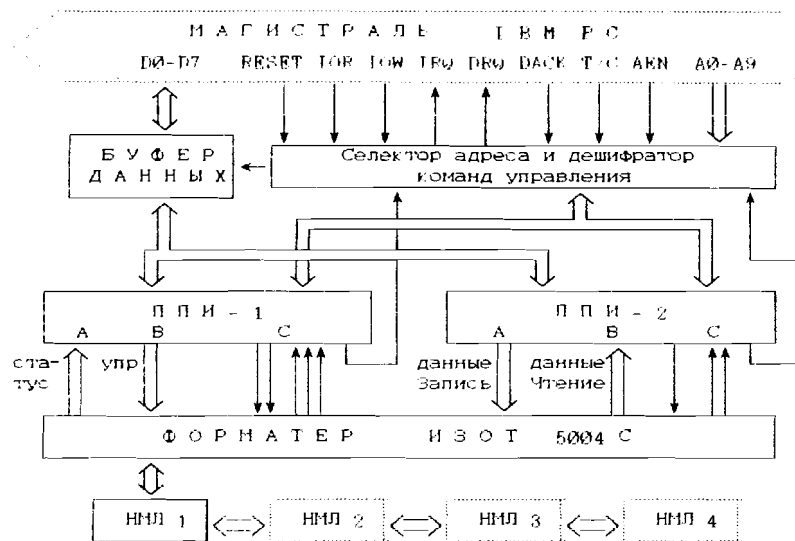 МАГИСТРАЛЬ IBM PC
D0-D7 RESET IOR IOW IRQ DRQ DACK T/C AEN A0-A9
БУФЕР
ДАННЫХ
Селектор адреса и дешифратор
команд управления
ППИ-1
A B C
ППИ-2
A B C
ста-
тус
упр
данные
Запись
данные
Чтение
ФОРМАТЕР ИЗОТ 5004 С
НМЛ 1
НМЛ 2
НМЛ 3
НМЛ 4